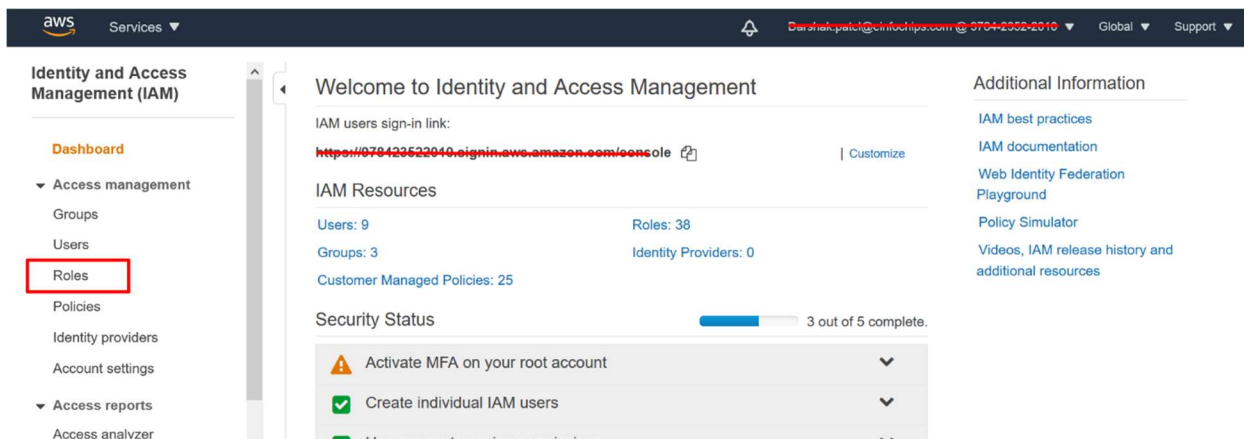 aws
Services
Global
Support
Identity and Access
Management (IAM)
Dashboard
Access management
Groups
Users
Roles
Policies
Identity providers
Account settings
Access reports
Access analyzer
Welcome to Identity and Access Management
IAM users sign-in link:
Customize
IAM Resources
Users: 9
Roles: 38
Groups: 3
Identity Providers: 0
Customer Managed Policies: 25
Security Status
3 out of 5 complete.
Activate MFA on your root account
Create individual IAM users
Additional Information
IAM best practices
IAM documentation
Web Identity Federation
Playground
Policy Simulator
Videos, IAM release history and
additional resources